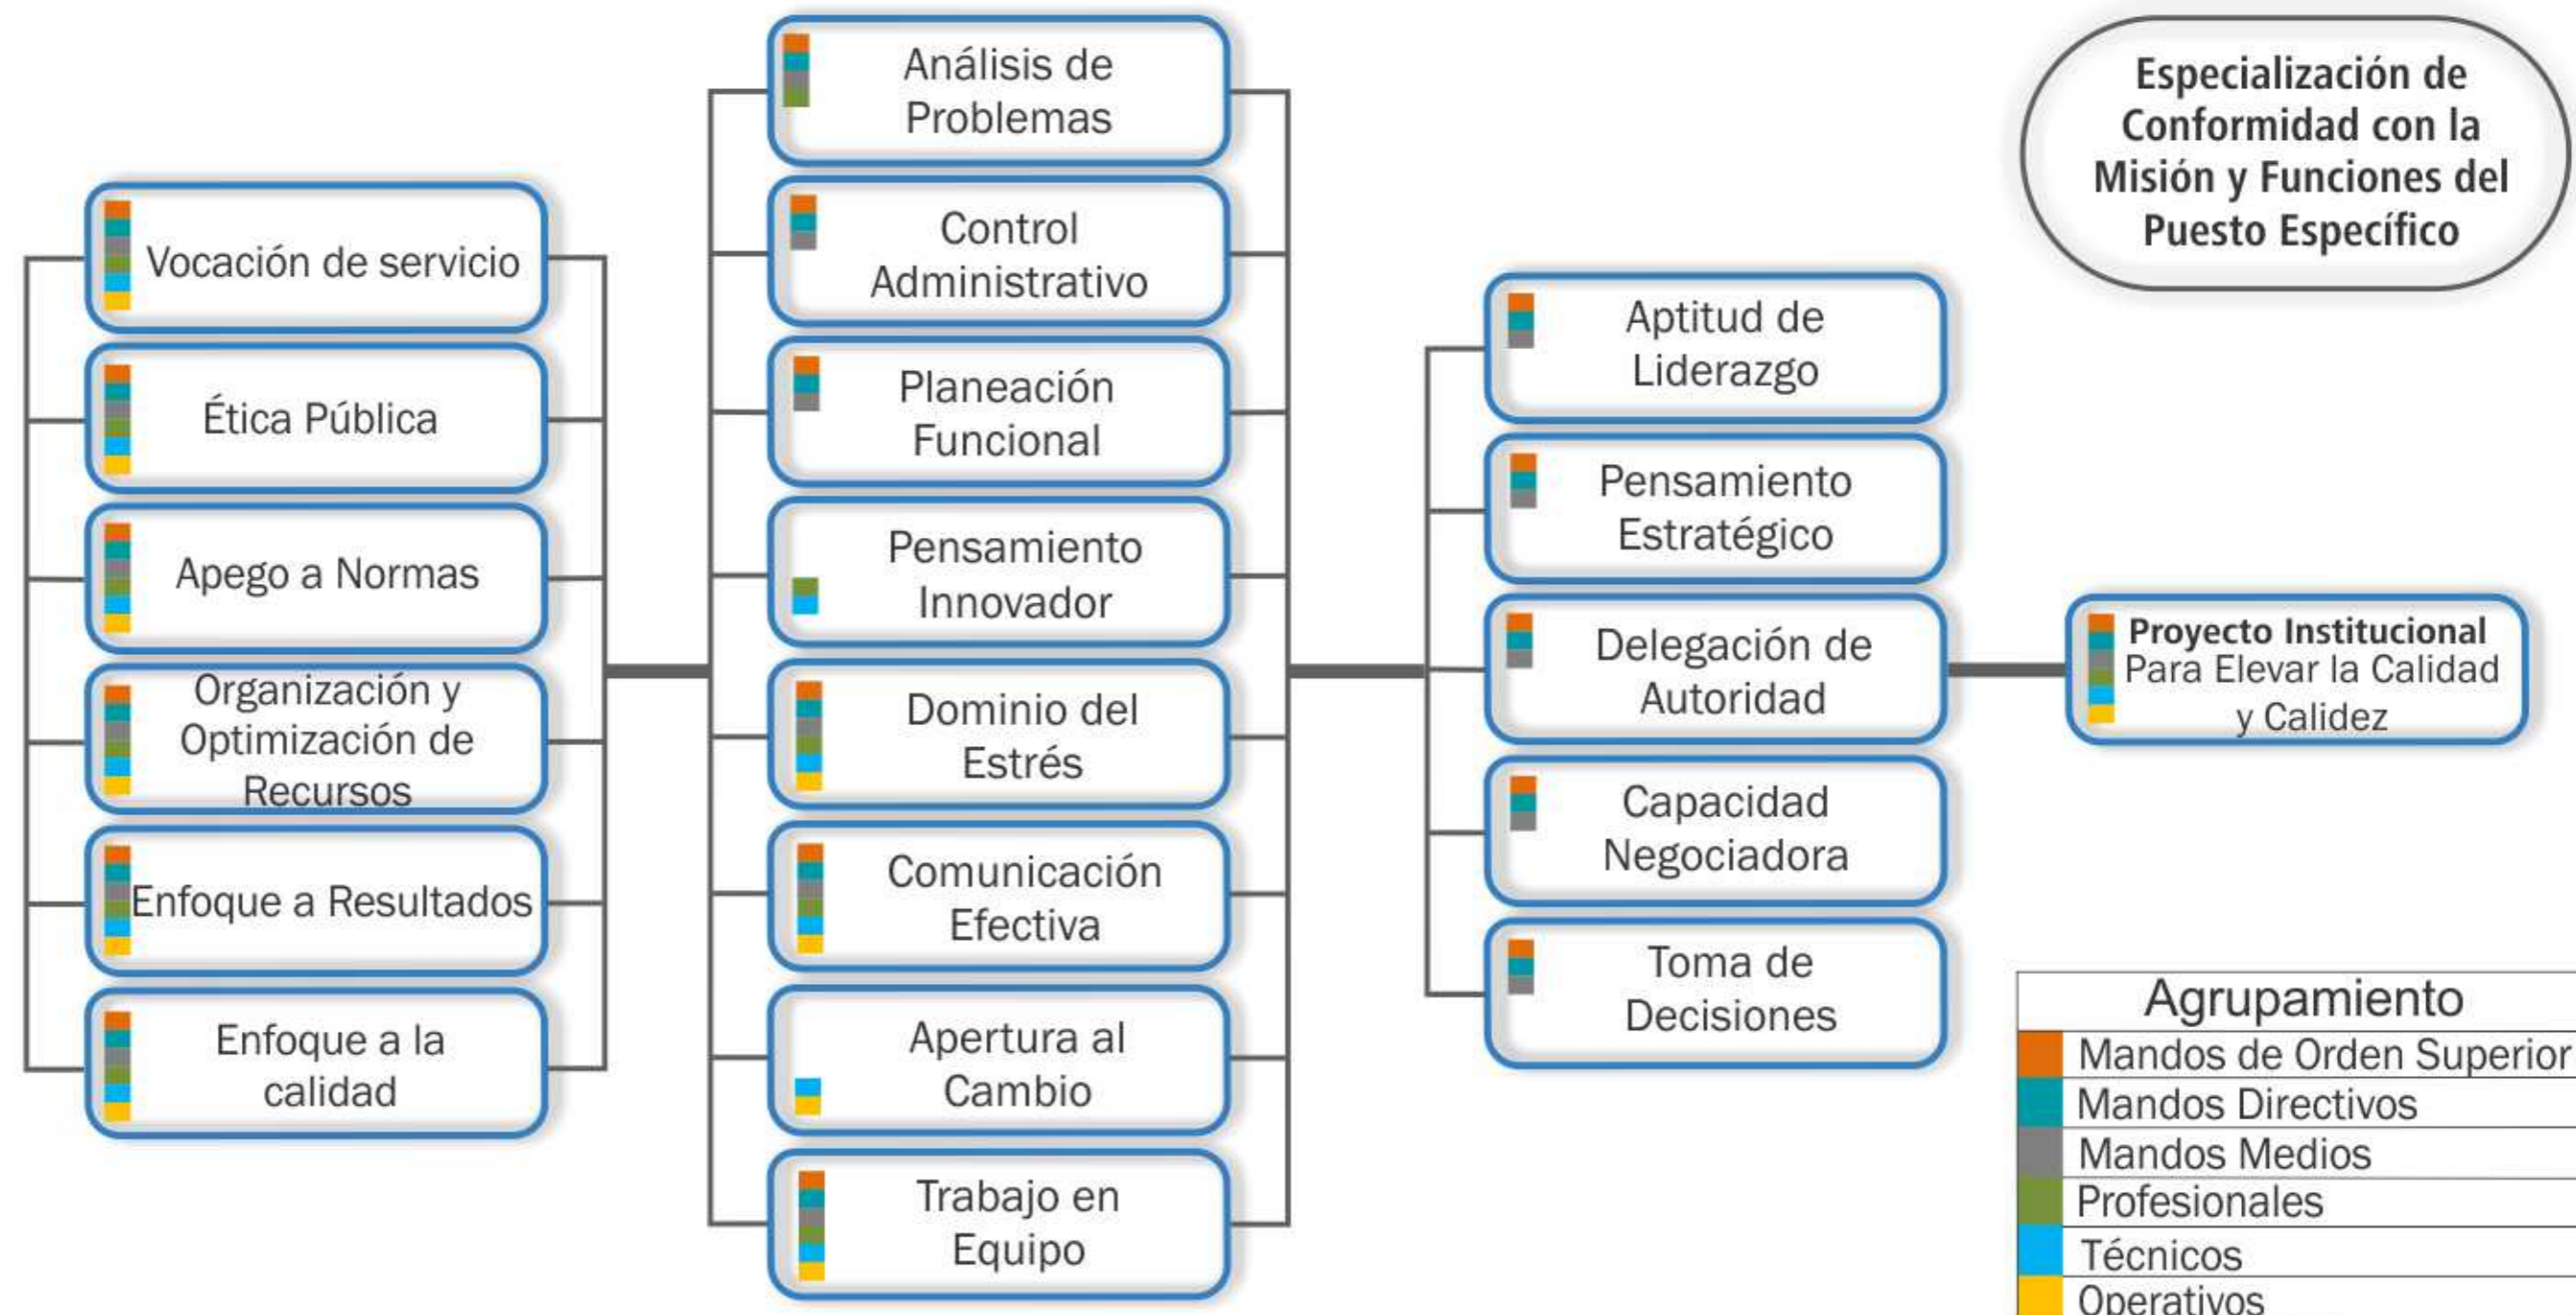 Vocación de servicio
Ética Pública
Apego a Normas
Organización y
Optimización de
Recursos
Enfoque a Resultados
Enfoque a la
calidad
Análisis de
Problemas
Control
Administrativo
Planeación
Funcional
Pensamiento
Innovador
Dominio del
Estrés
Comunicación
Efectiva
Apertura al
Cambio
Trabajo en
Equipo
Aptitud de
Liderazgo
Pensamiento
Estratégico
Delegación de
Autoridad
Capacidad
Negociadora
Toma de
Decisiones
Especialización de
Conformidad con la
Misión y Funciones del
Puesto Específico
Proyecto Institucional
Para Elevar la Calidad
y Calidez
Agrupamiento
Mandos de Orden Superior
Mandos Directivos
Mandos Medios
Profesionales
Técnicos
Operativos